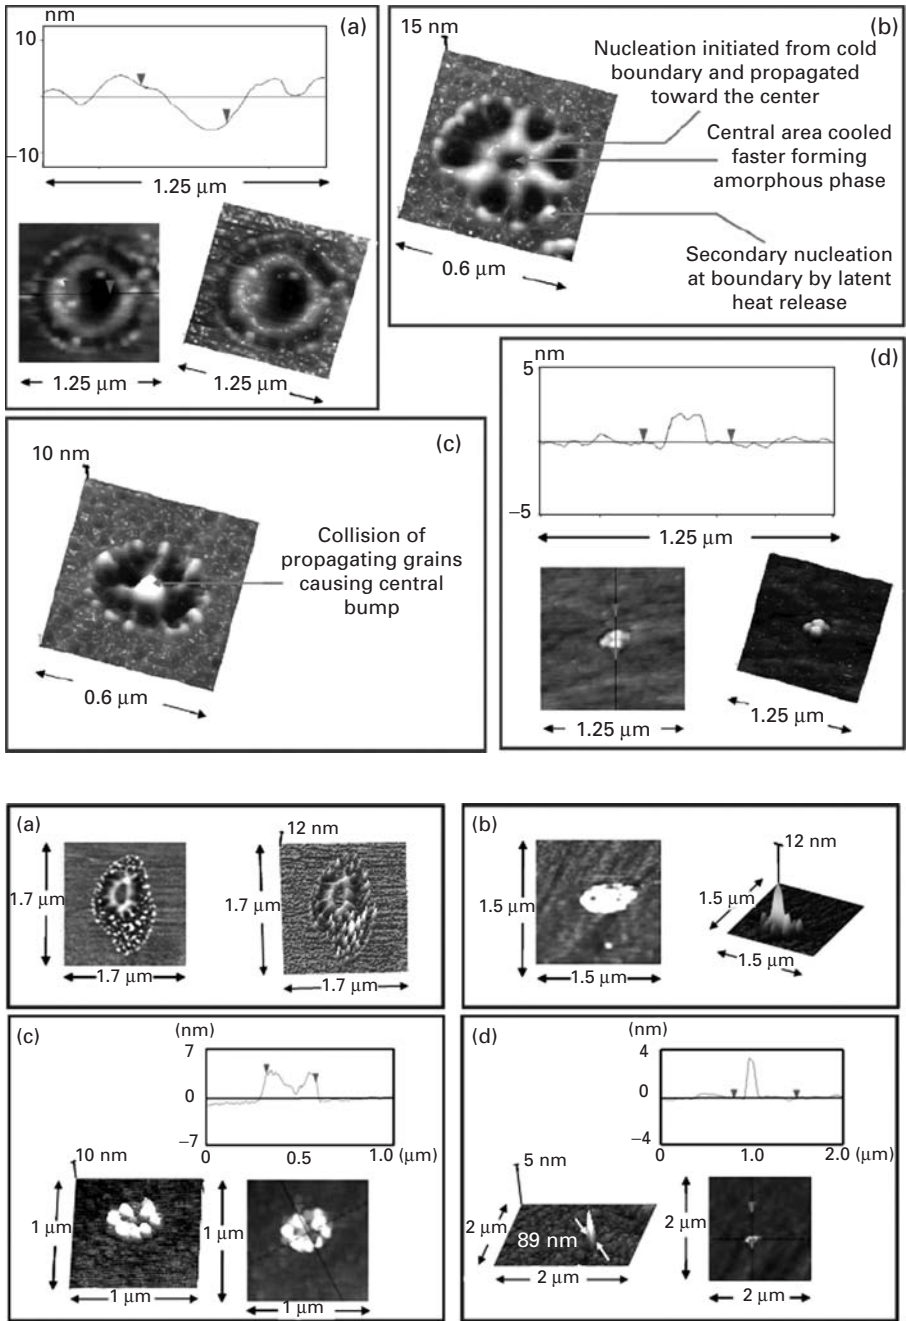 (a)
nm
10
−10
1.25 μm
1.25 μm
1.25 μm
(b)
15 nm
Nucleation initiated from cold
boundary and propagated
toward the center
Central area cooled
faster forming
amorphous phase
Secondary nucleation
at boundary by latent
heat release
0.6 μm
(c)
10 nm
Collision of
propagating grains
causing central
bump
0.6 μm
(d)
nm
5
−5
1.25 μm
1.25 μm
1.25 μm
(a)
1.7 μm
1.7 μm
12 nm
1.7 μm
1.7 μm
(b)
1.5 μm
1.5 μm
12 nm
1.5 μm
1.5 μm
(c)
(nm)
7
0
−7
0
0.5
1.0 (μm)
10 nm
1 μm
1 μm
1 μm
1 μm
(d)
(nm)
4
0
−4
0
1.0
2.0 (μm)
5 nm
2 μm
89 nm
2 μm
2 μm
2 μm